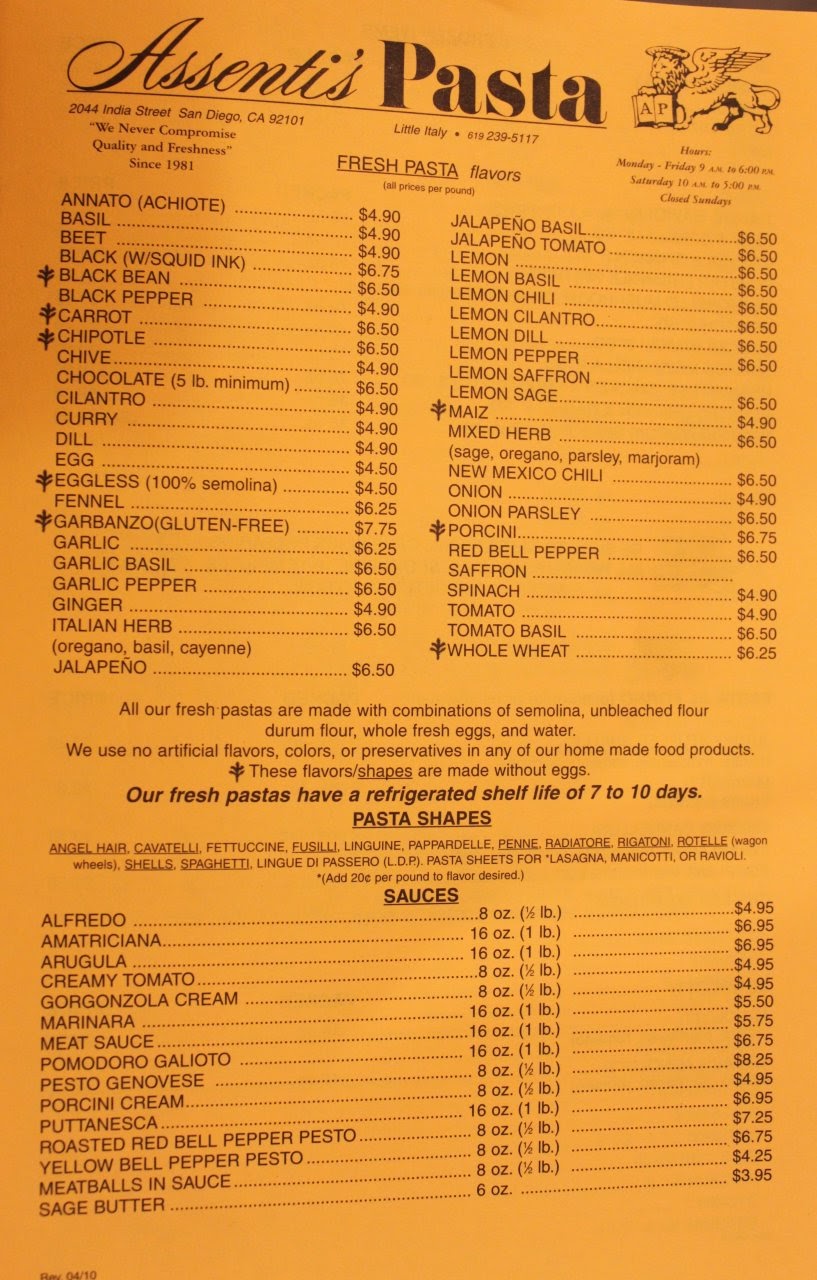 Assenti's Pasta
2044 India Street San Diego, CA 92101
Little Italy • 619 239-5117
"We Never Compromise
Quality and Freshness"
Since 1981
A P
Hours:
Monday - Friday 9 A.M. to 6:00 P.M.
Saturday 10 A.M. to 5:00 P.M.
Closed Sundays
FRESH PASTA flavors
(all prices per pound)
ANNATO (ACHIOTE) $4.90
BASIL $4.90
BEET $4.90
BLACK (W/SQUID INK) $6.75
BLACK BEAN $6.50
BLACK PEPPER $4.90
CARROT $6.50
CHIPOTLE $6.50
CHIVE $4.90
CHOCOLATE (5 lb. minimum) $6.50
CILANTRO $4.90
CURRY $4.90
DILL $4.90
EGG $4.50
EGGLESS (100% semolina) $4.50
FENNEL $6.25
GARBANZO(GLUTEN-FREE) $7.75
GARLIC $6.25
GARLIC BASIL $6.50
GARLIC PEPPER $6.50
GINGER $4.90
ITALIAN HERB $6.50
(oregano, basil, cayenne)
JALAPEÑO $6.50
JALAPEÑO BASIL $6.50
JALAPEÑO TOMATO $6.50
LEMON $6.50
LEMON BASIL $6.50
LEMON CHILI $6.50
LEMON CILANTRO $6.50
LEMON DILL $6.50
LEMON PEPPER $6.50
LEMON SAFFRON
LEMON SAGE $6.50
MAIZ $4.90
MIXED HERB $6.50
(sage, oregano, parsley, marjoram)
NEW MEXICO CHILI $6.50
ONION $4.90
ONION PARSLEY $6.50
PORCINI $6.75
RED BELL PEPPER $6.50
SAFFRON
SPINACH $4.90
TOMATO $4.90
TOMATO BASIL $6.50
WHOLE WHEAT $6.25
All our fresh pastas are made with combinations of semolina, unbleached flour
durum flour, whole fresh eggs, and water.
We use no artificial flavors, colors, or preservatives in any of our home made food products.
These flavors/shapes are made without eggs.
Our fresh pastas have a refrigerated shelf life of 7 to 10 days.
PASTA SHAPES
ANGEL HAIR, CAVATELLI, FETTUCCINE, FUSILLI, LINGUINE, PAPPARDELLE, PENNE, RADIATORE, RIGATONI, ROTELLE (wagon
wheels), SHELLS, SPAGHETTI, LINGUE DI PASSERO (L.D.P.). PASTA SHEETS FOR *LASAGNA, MANICOTTI, OR RAVIOLI.
*(Add 20¢ per pound to flavor desired.)
SAUCES
ALFREDO 8 oz. (½ lb.) $4.95
AMATRICIANA 16 oz. (1 lb.) $6.95
ARUGULA 16 oz. (1 lb.) $6.95
CREAMY TOMATO 8 oz. (½ lb.) $4.95
GORGONZOLA CREAM 8 oz. (½ lb.) $4.95
MARINARA 16 oz. (1 lb.) $5.50
MEAT SAUCE 16 oz. (1 lb.) $5.75
POMODORO GALIOTO 16 oz. (1 lb.) $6.75
PESTO GENOVESE 8 oz. (½ lb.) $8.25
PORCINI CREAM 8 oz. (½ lb.) $4.95
PUTTANESCA 16 oz. (1 lb.) $6.95
ROASTED RED BELL PEPPER PESTO 8 oz. (½ lb.) $7.25
YELLOW BELL PEPPER PESTO 8 oz. (½ lb.) $6.75
MEATBALLS IN SAUCE 8 oz. (½ lb.) $4.25
SAGE BUTTER 6 oz. $3.95
Rev. 04/10